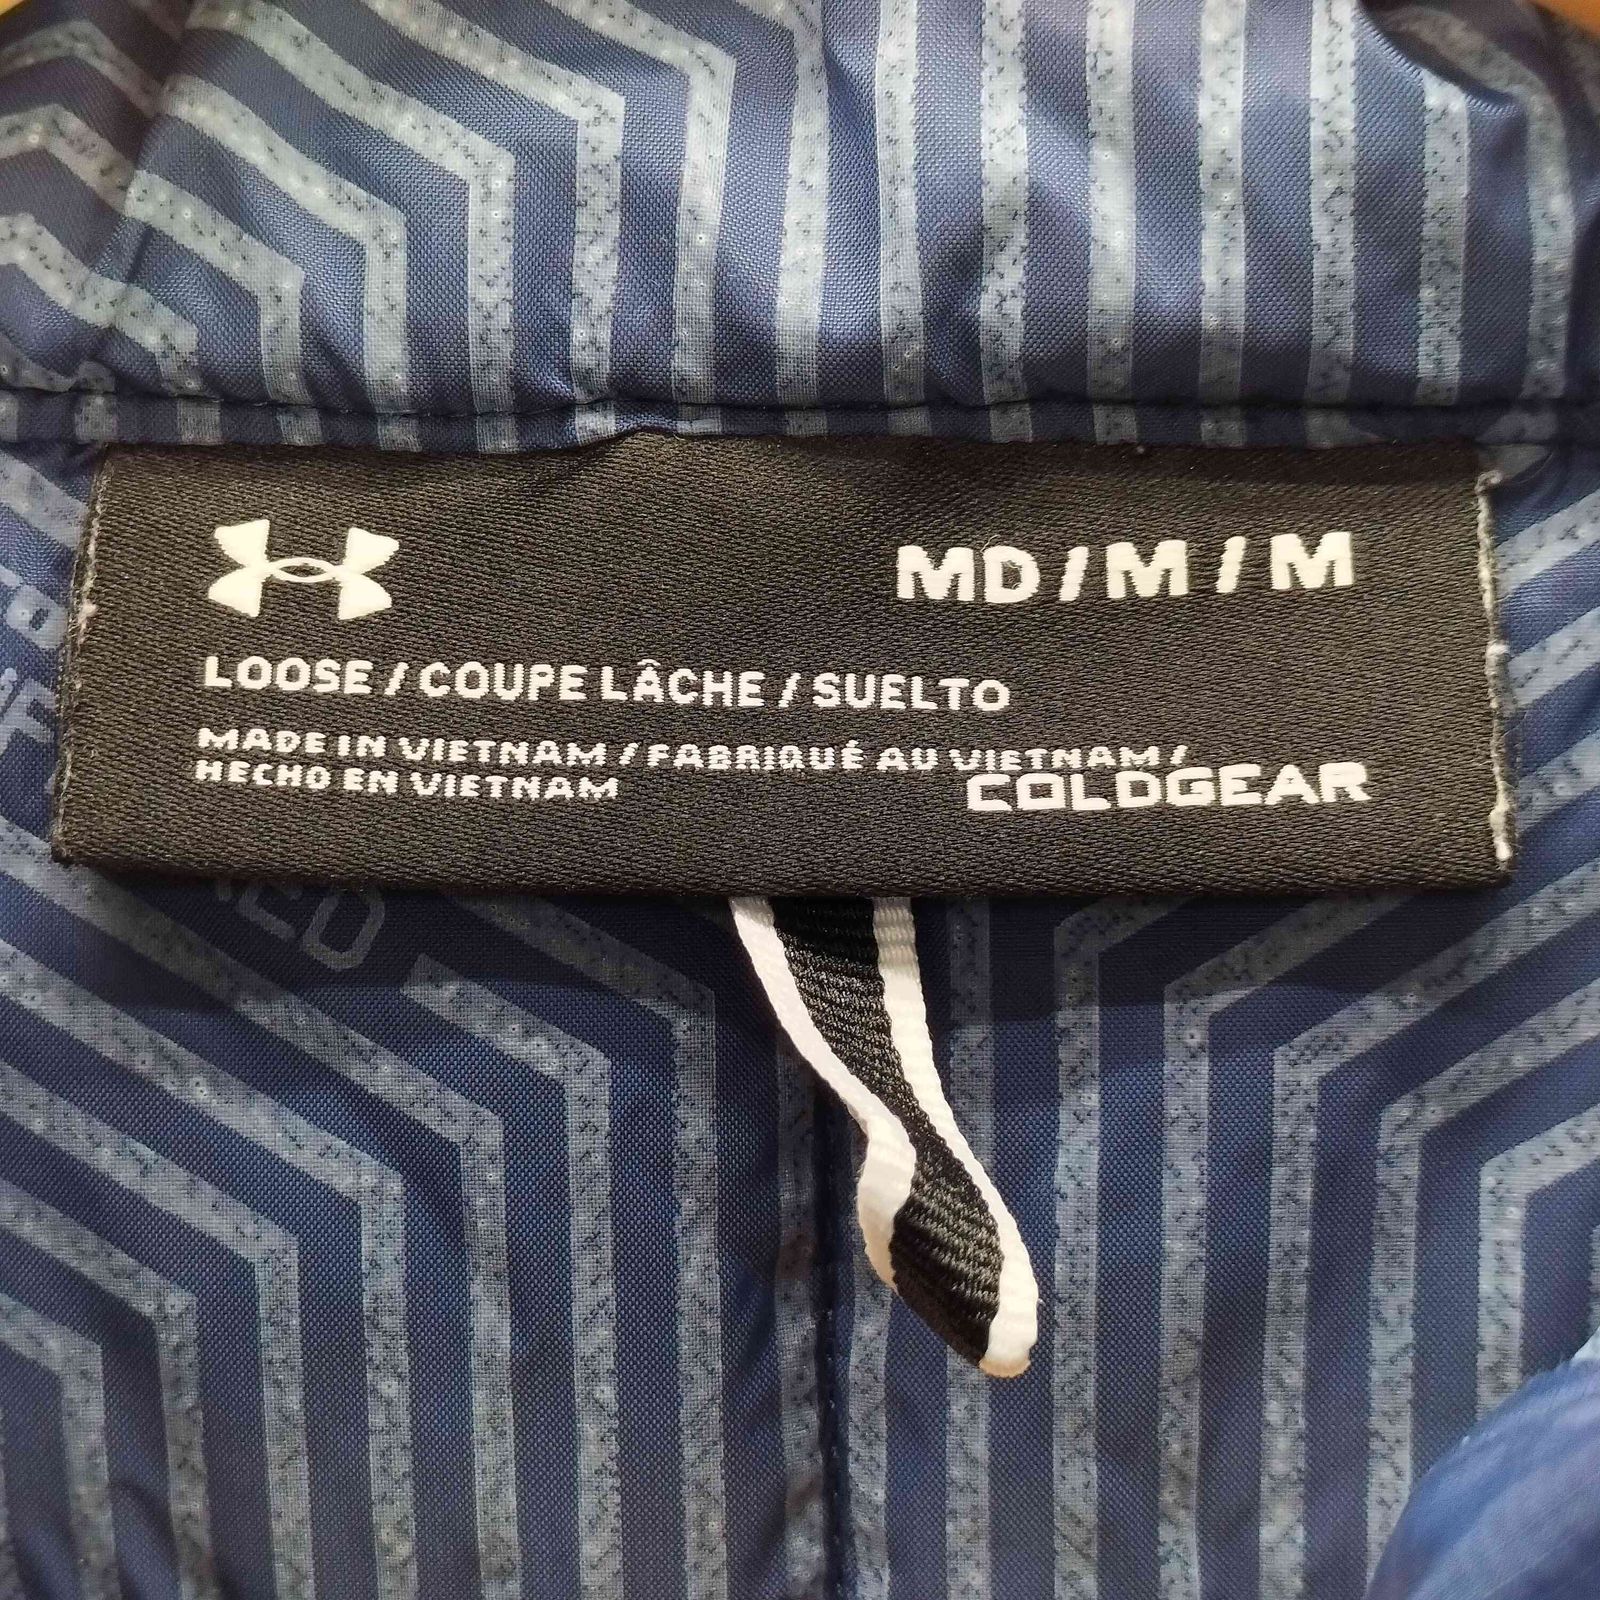 MD / M / M
LOOSE / COUPE LÂCHE / SUELTO
MADE IN VIETNAM / FABRIQUÉ AU VIETNAM /
HECHO EN VIETNAM
COLDGEAR